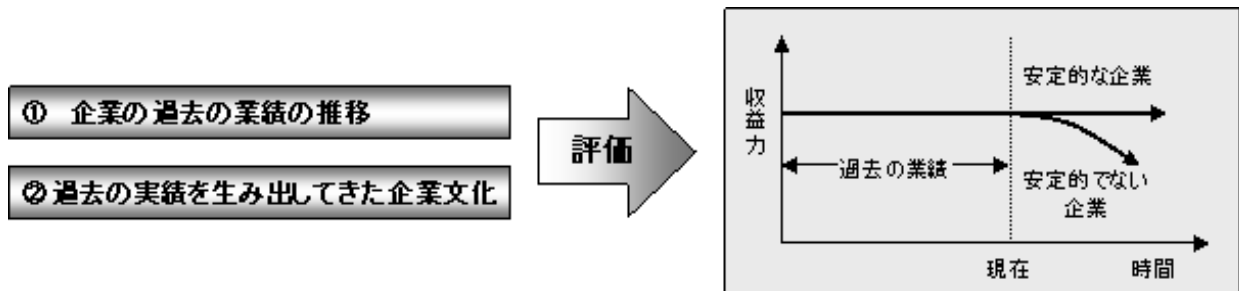 ① 企業の過去の業績の推移
② 過去の実績を生み出してきた企業文化
評価
収益力
安定的な企業
過去の業績
安定的でない
企業
現在
時間